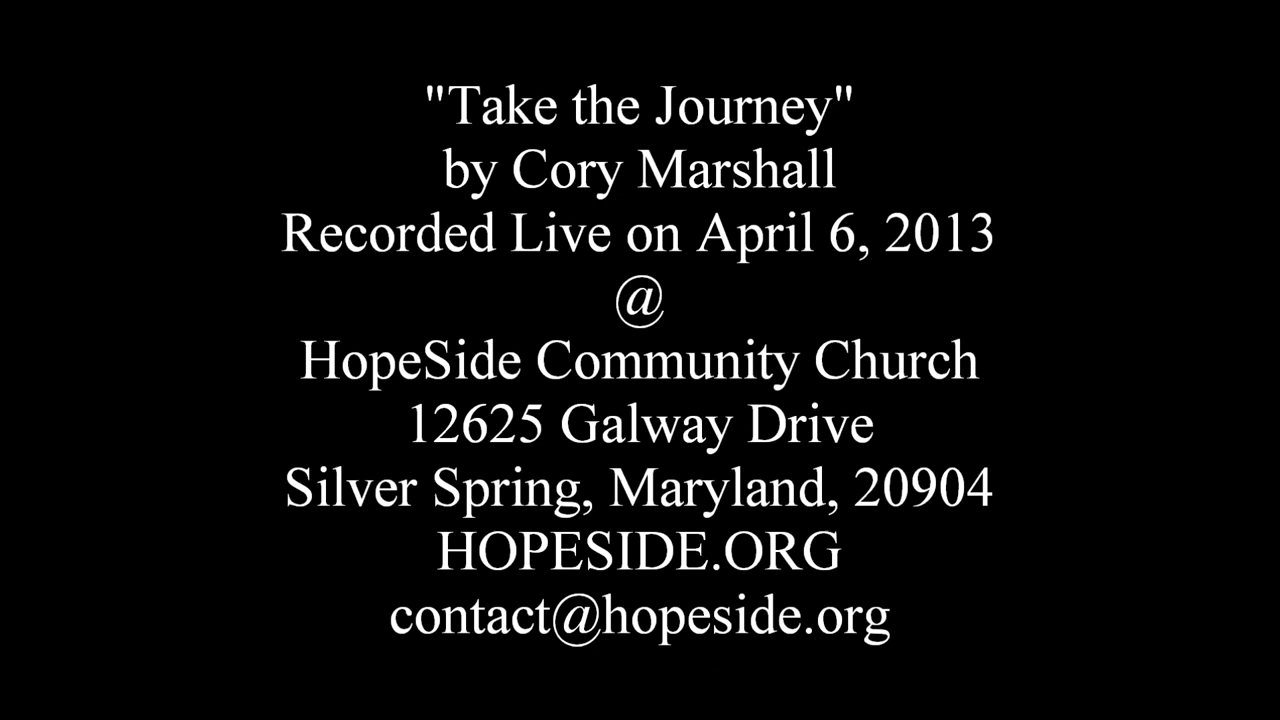 "Take the Journey"
by Cory Marshall
Recorded Live on April 6, 2013
@
HopeSide Community Church
12625 Galway Drive
Silver Spring, Maryland, 20904
HOPESIDE.ORG
contact@hopeside.org